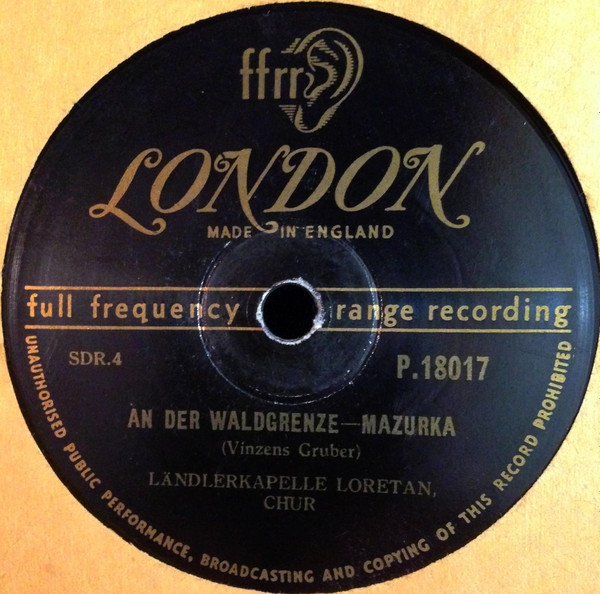 ffrr
LONDON
MADE IN ENGLAND
full frequency range recording
SDR.4
P.18017
AN DER WALDGRENZE—MAZURKA
(Vinzens Gruber)
LÄNDLERKAPELLE LORETAN,
CHUR
UNAUTHORISED PUBLIC PERFORMANCE, BROADCASTING AND COPYING OF THIS RECORD PROHIBITED